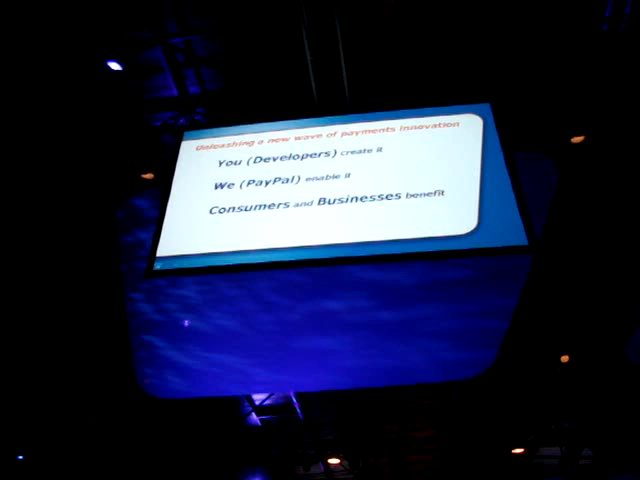 Unleashing a new wave of payments innovation
You (Developers) create it
We (PayPal) enable it
Consumers and Businesses benefit